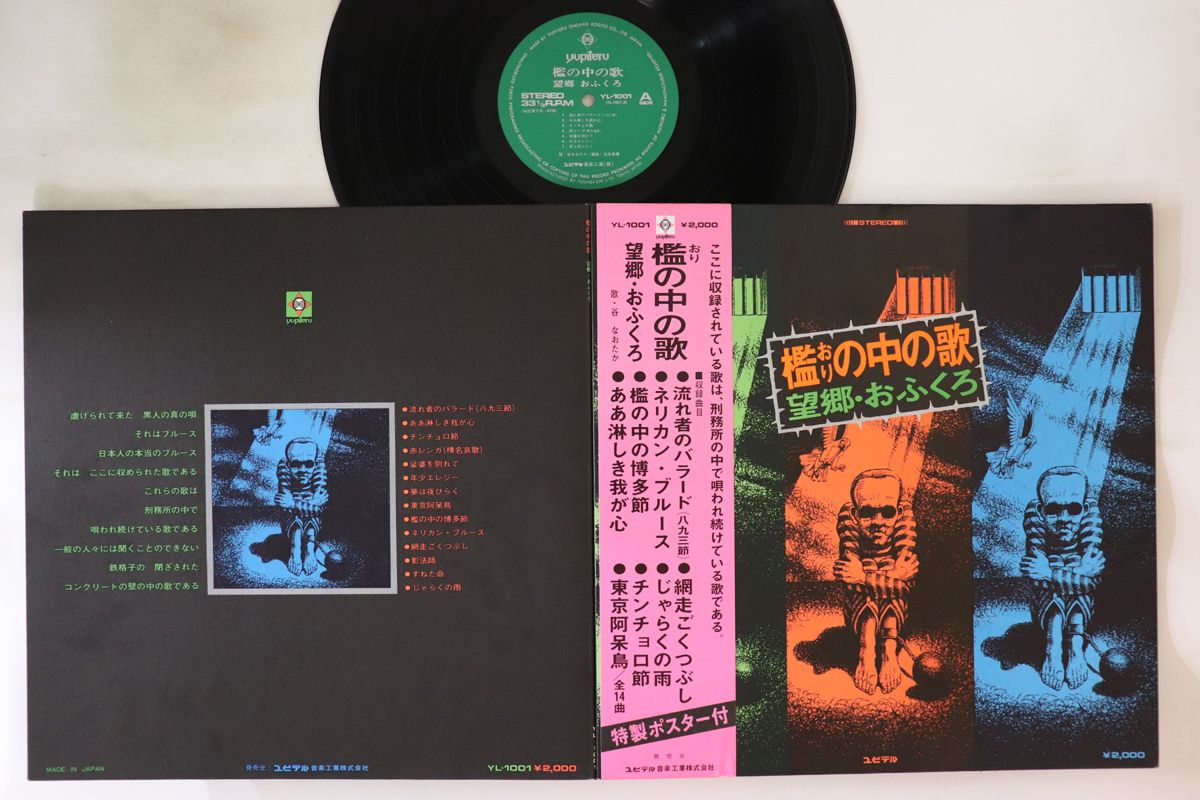 yupiteru
檻の中の歌
望郷 おふくろ
STEREO
33⅓R.P.M
YL-1001
(YL-1001-A)
A
SIDE
ユピテル音楽工業(株)
yupiteru
虐げられて来た 黒人の真の唄
それはブルース
日本人の本当のブルース
それは ここに収められた歌である
これらの歌は
刑務所の中で
唄われ続けている歌である
一般の人々には聞くことのできない
鉄格子の 閉ざされた
コンクリートの壁の中の歌である
●流れ者のバラード(八九三節)
●ああ淋しき我が心
●チンチョロ節
●赤レンガ(榛名哀歌)
●娑婆を別れて
●年少エレジー
●夢は夜ひらく
●東京阿呆鳥
●檻の中の博多節
●ネリカン・ブルース
●網走ごくつぶし
●影法師
●すねた命
●じゃらくの雨
MADE IN JAPAN
発売元:ユピテル音楽工業株式会社
YL-1001 ¥2,000
YL-1001
¥2,000
yupiteru
ここに収録されている歌は、刑務所の中で唄われ続けている歌である。
檻の中の歌
おり
望郷・おふくろ
歌・谷 なおたか
■収録曲目
●流れ者のバラード(八九三節)
●ネリカン・ブルース
●檻の中の博多節
●ああ淋しき我が心
●網走ごくつぶし
●じゃらくの雨
●チンチョロ節
●東京阿呆鳥/全14曲
特製ポスター付
発売元
ユピテル音楽工業株式会社
STEREO
檻の中の歌
おり
望郷・おふくろ
ユピテル
¥2,000
YL-1001